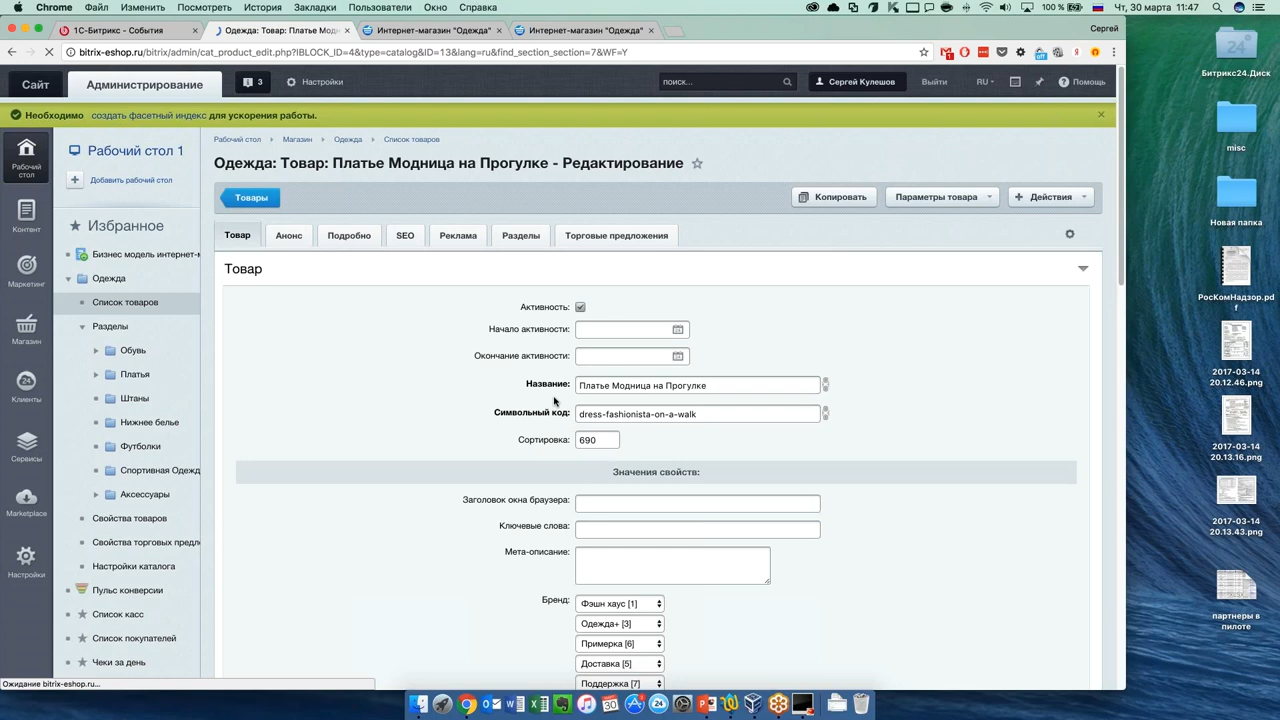 Chrome Файл Изменить Посмотреть История Закладки Пользователи Окно Справка 100 % Чт, 30 марта 11:47
1С-Битрикс - События Одежда: Товар: Платье Модн Интернет-магазин "Одежда" Интернет-магазин "Одежда" Сергей
bitrix-eshop.ru/bitrix/admin/cat_product_edit.php?IBLOCK_ID=4&type=catalog&ID=13&lang=ru&find_section_section=7&WF=Y
Сайт Администрирование 3 Настройки поиск... Сергей Кулешов Выйти RU Помощь
Необходимо создать фасетный индекс для ускорения работы.
Рабочий стол
Контент
Маркетинг
Магазин
24
Клиенты
Сервисы
Marketplace
Настройки
Рабочий стол 1
Добавить рабочий стол
Избранное
Бизнес модель интернет-м
Одежда
Список товаров
Разделы
Обувь
Платья
Штаны
Нижнее белье
Футболки
Спортивная Одежд
Аксессуары
Свойства товаров
Свойства торговых предл
Настройки каталога
Пульс конверсии
Список касс
Список покупателей
Чеки за день
Рабочий стол Магазин Одежда Список товаров
Одежда: Товар: Платье Модница на Прогулке - Редактирование
Товары Копировать Параметры товара Действия
Товар Анонс Подробно SEO Реклама Разделы Торговые предложения
Товар
Активность:
Начало активности:
Окончание активности:
Название: Платье Модница на Прогулке
Символьный код: dress-fashionista-on-a-walk
Сортировка: 690
Значения свойств:
Заголовок окна браузера:
Ключевые слова:
Мета-описание:
Бренд: Фэшн хаус [1]
Одежда+ [3]
Примерка [6]
Доставка [5]
Поддержка [7]
Ожидание bitrix-eshop.ru...
24
Битрикс24.Диск
misc
Новая папка
РосКомНадзор.pd
f
2017-03-14
20.12.46.png
2017-03-14
20.13.16.png
2017-03-14
20.13.43.png
партнеры в
пилоте